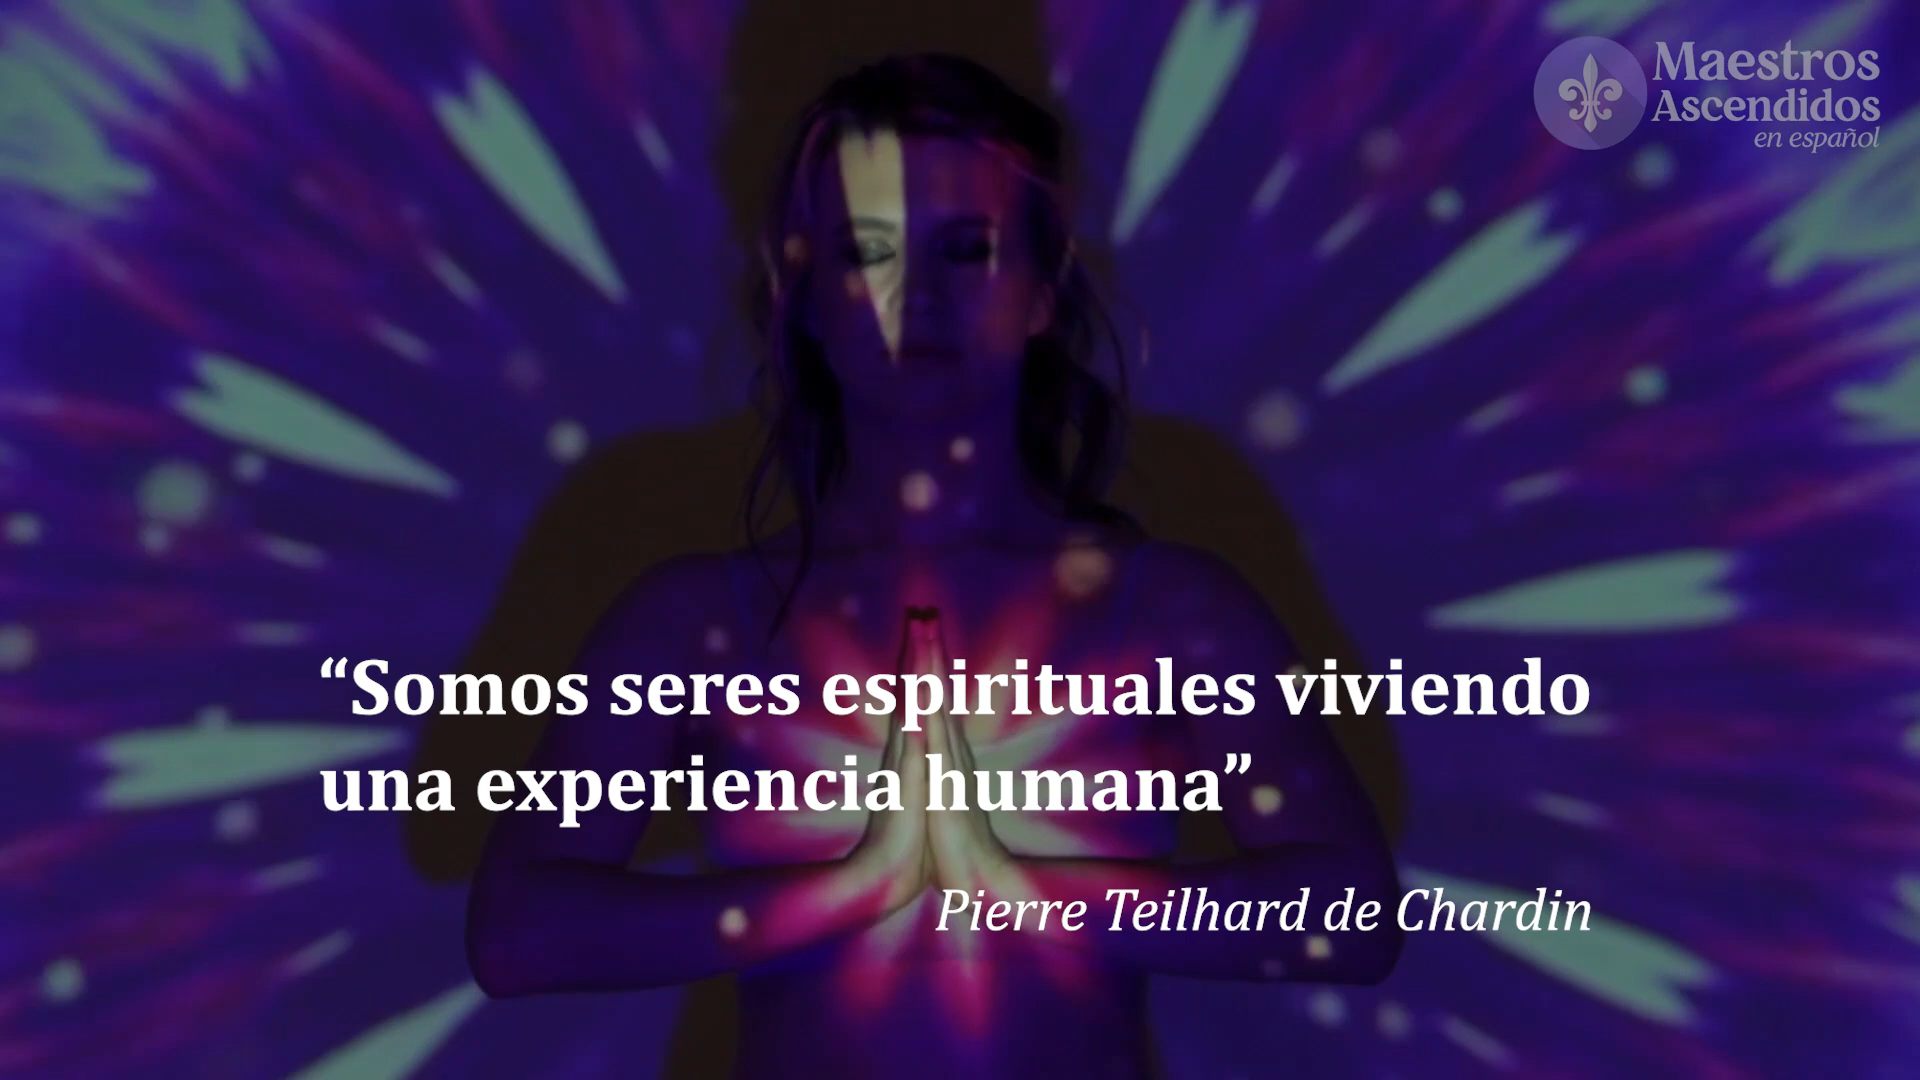 Maestros
Ascendidos
en español
“Somos seres espirituales viviendo
una experiencia humana”
Pierre Teilhard de Chardin